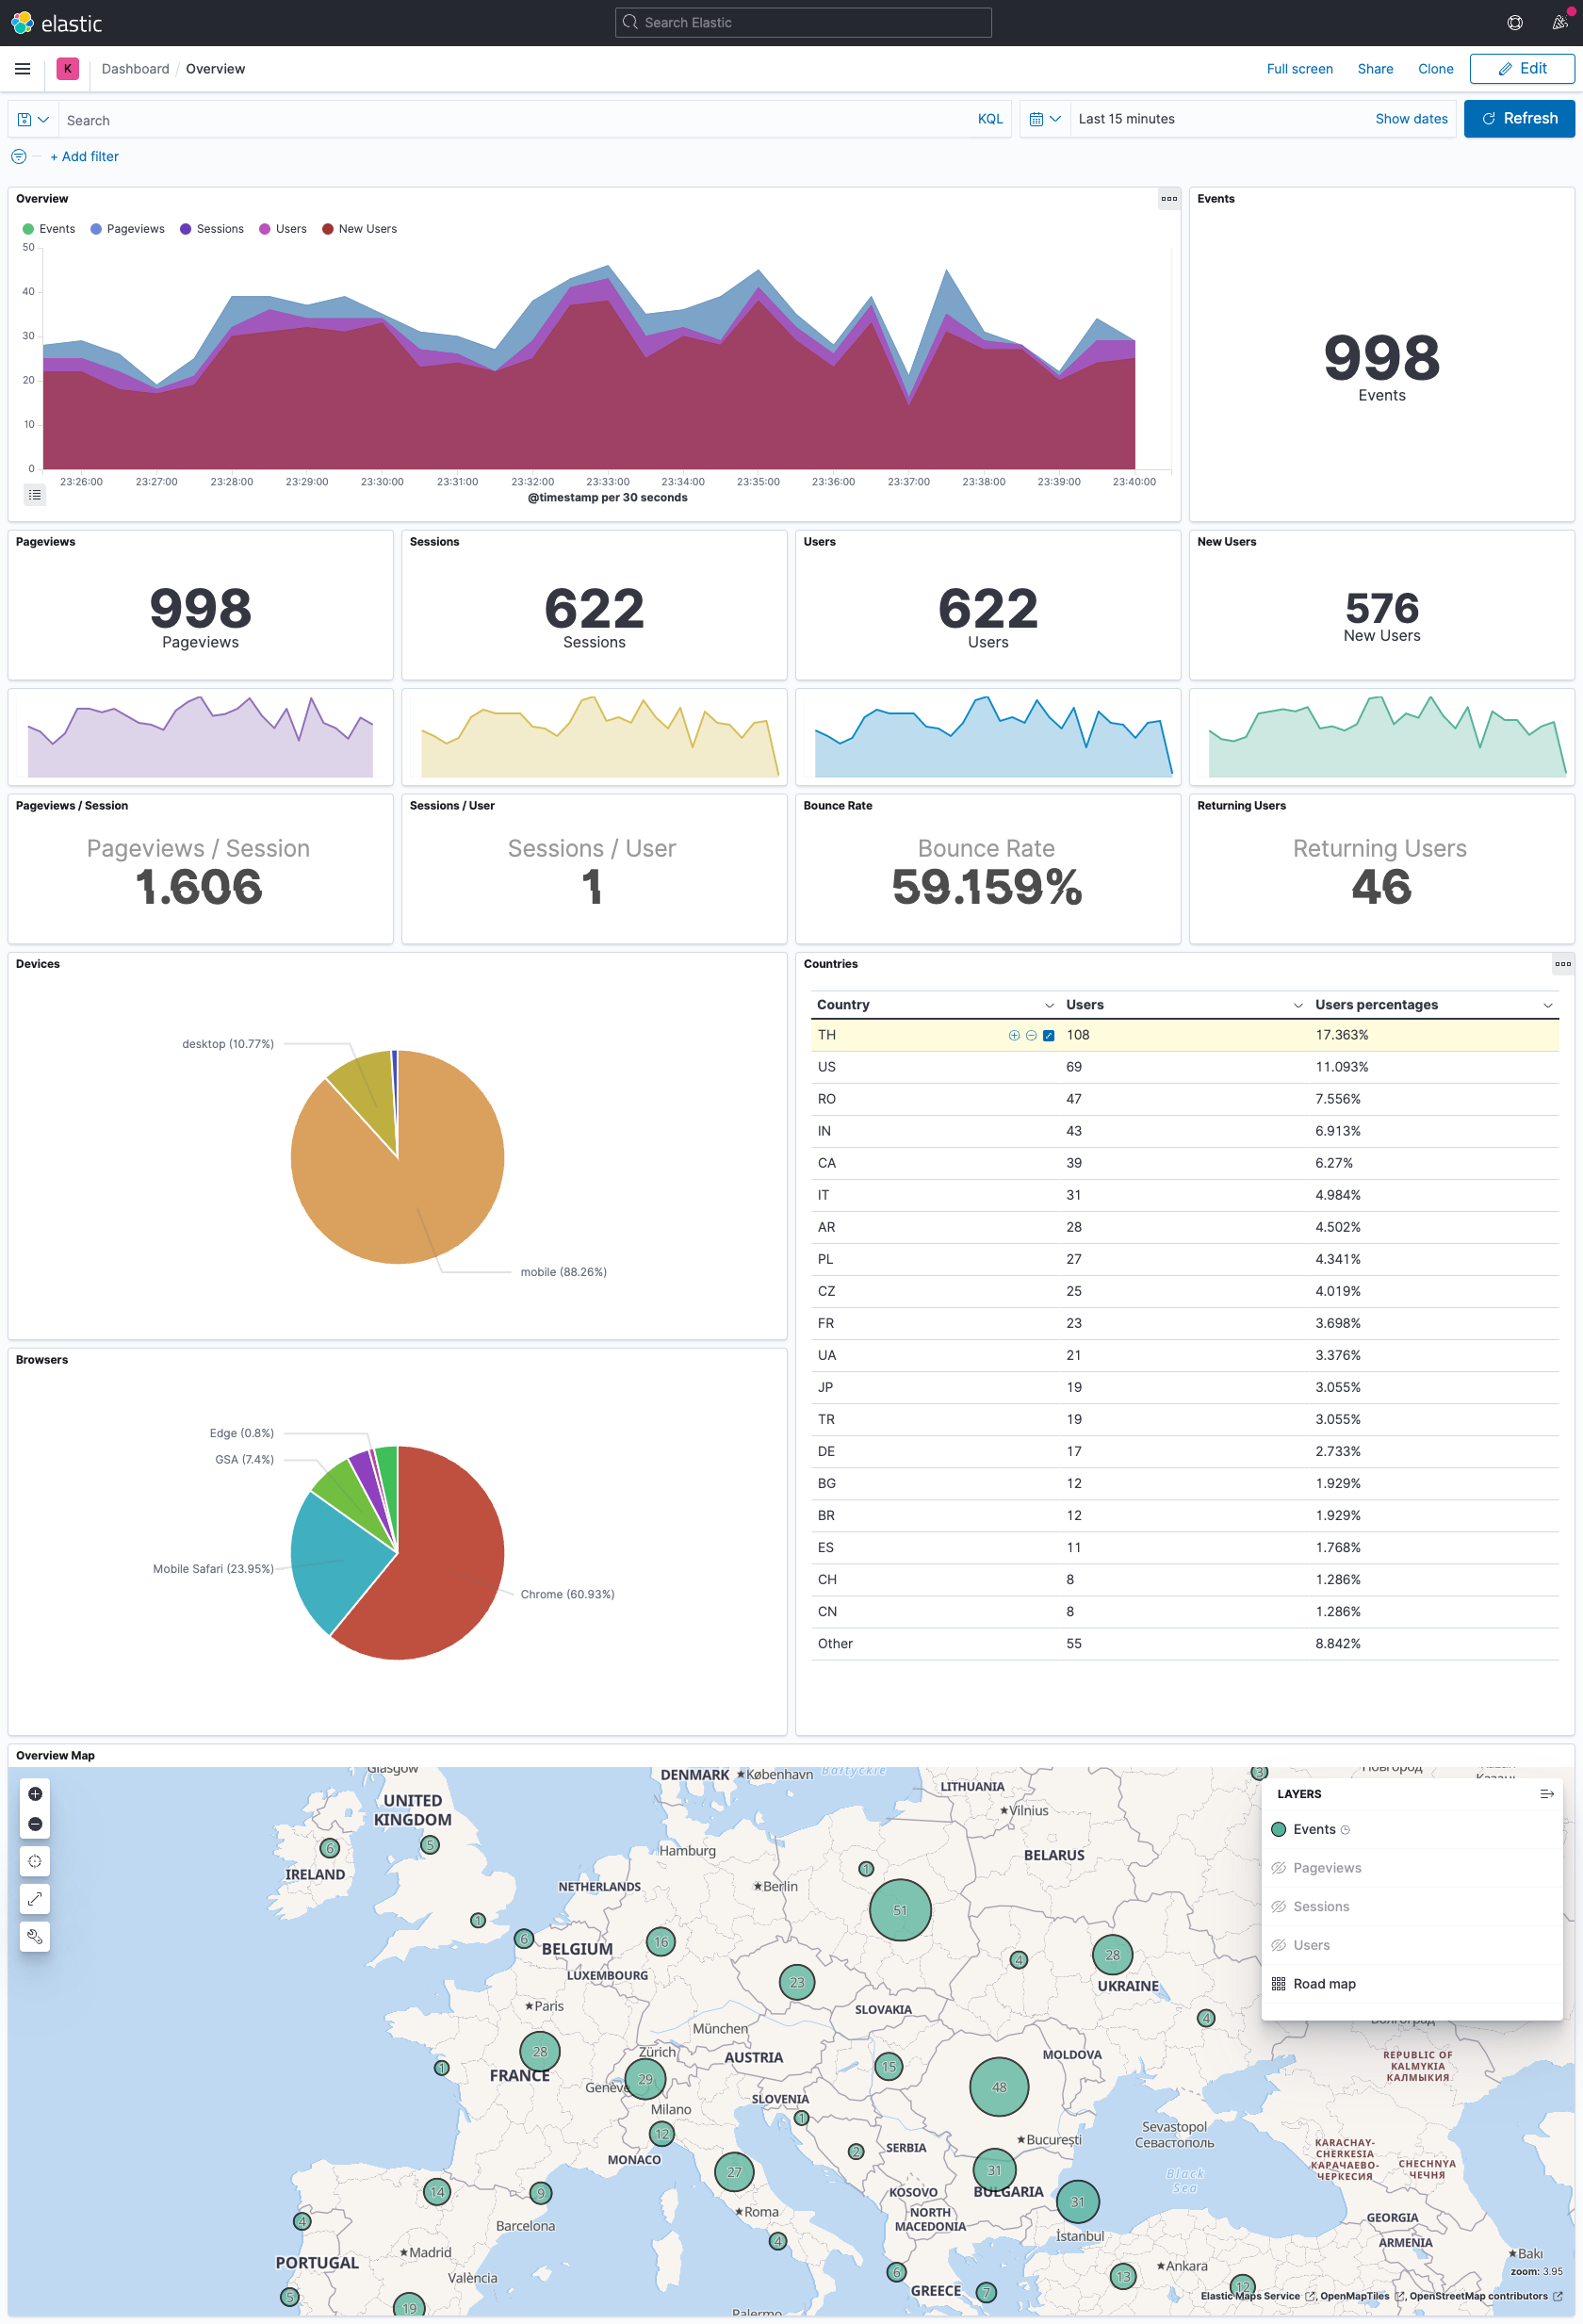 elastic
Search Elastic
K
Dashboard / Overview
Full screen
Share
Clone
Edit
Search
KQL
Last 15 minutes
Show dates
Refresh
+ Add filter
Overview
Events
Pageviews
Sessions
Users
New Users
50
40
30
20
10
0
23:26:00
23:27:00
23:28:00
23:29:00
23:30:00
23:31:00
23:32:00
23:33:00
23:34:00
23:35:00
23:36:00
23:37:00
23:38:00
23:39:00
23:40:00
@timestamp per 30 seconds
Events
998
Events
Pageviews
998
Pageviews
Sessions
622
Sessions
Users
622
Users
New Users
576
New Users
Pageviews / Session
Pageviews / Session
1.606
Sessions / User
Sessions / User
1
Bounce Rate
Bounce Rate
59.159%
Returning Users
Returning Users
46
Devices
desktop (10.77%)
mobile (88.26%)
Browsers
Edge (0.8%)
GSA (7.4%)
Mobile Safari (23.95%)
Chrome (60.93%)
Countries
Country Users Users percentages
TH 108 17.363%
US 69 11.093%
RO 47 7.556%
IN 43 6.913%
CA 39 6.27%
IT 31 4.984%
AR 28 4.502%
PL 27 4.341%
CZ 25 4.019%
FR 23 3.698%
UA 21 3.376%
JP 19 3.055%
TR 19 3.055%
DE 17 2.733%
BG 12 1.929%
BR 12 1.929%
ES 11 1.768%
CH 8 1.286%
CN 8 1.286%
Other 55 8.842%
Overview Map
Glasgow
DENMARK
København
Bartyckie
LITHUANIA
3
Новгород
UNITED
KINGDOM
Vilnius
6
5
IRELAND
Hamburg
BELARUS
1
NETHERLANDS
Berlin
51
1
6
BELGIUM
16
28
4
LUXEMBOURG
23
UKRAINE
Paris
SLOVAKIA
4
Волгоград
München
28
Zürich
AUSTRIA
MOLDOVA
REPUBLIC OF
KALMYKIA
КАЛМЫКИЯ
1
FRANCE
15
29
Genève
48
SLOVENIA
Milano
1
Sevastopol
Севастополь
12
București
2
SERBIA
MONACO
KARACHAY-
CHERKESIA
КАРАЧАЕВО-
ЧЕРКЕСИЯ
CHECHNYA
ЧЕЧНЯ
27
31
Black
Sea
14
9
KOSOVO
BULGARIA
31
4
Roma
NORTH
MACEDONIA
GEORGIA
Barcelona
İstanbul
4
ARMENIA
PORTUGAL
Madrid
Bakı
València
6
13
Ankara
12
5
GREECE
7
19
Palermo
LAYERS
Events
Pageviews
Sessions
Users
Road map
zoom: 3.95
Elastic Maps Service , OpenMapTiles , OpenStreetMap contributors